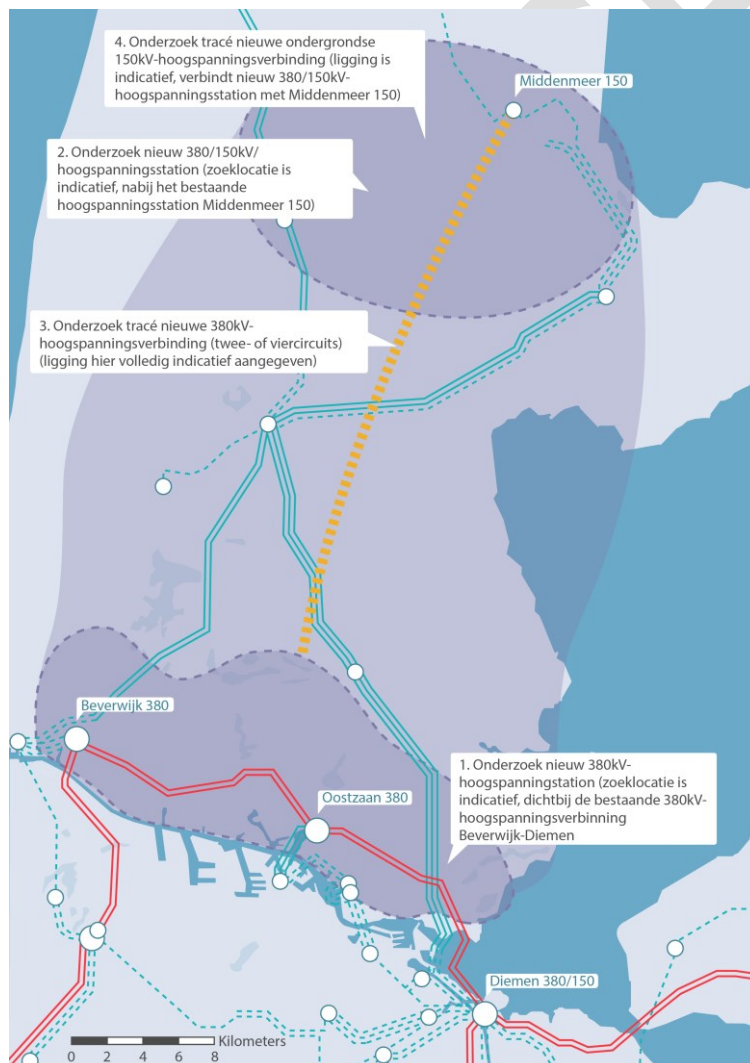 4. Onderzoek tracé nieuwe ondergrondse
150kV-hoogspanningsverbinding (ligging is
indicatief, verbindt nieuw 380/150kV-
hoogspanningsstation met Middenmeer 150)
Middenmeer 150
2. Onderzoek nieuw 380/150kV/
hoogspanningsstation (zoeklocatie is
indicatief, nabij het bestaande
hoogspanningsstation Middenmeer 150)
3. Onderzoek tracé nieuwe 380kV-
hoogspanningsverbinding (twee- of viercircuits)
(ligging hier volledig indicatief aangegeven)
Beverwijk 380
1. Onderzoek nieuw 380kV-
hoogspanningstation (zoeklocatie is
indicatief, dichtbij de bestaande 380kV-
hoogspanningsverbinning
Beverwijk-Diemen
Oostzaan 380
Diemen 380/150
Kilometers
0 2 4 6 8